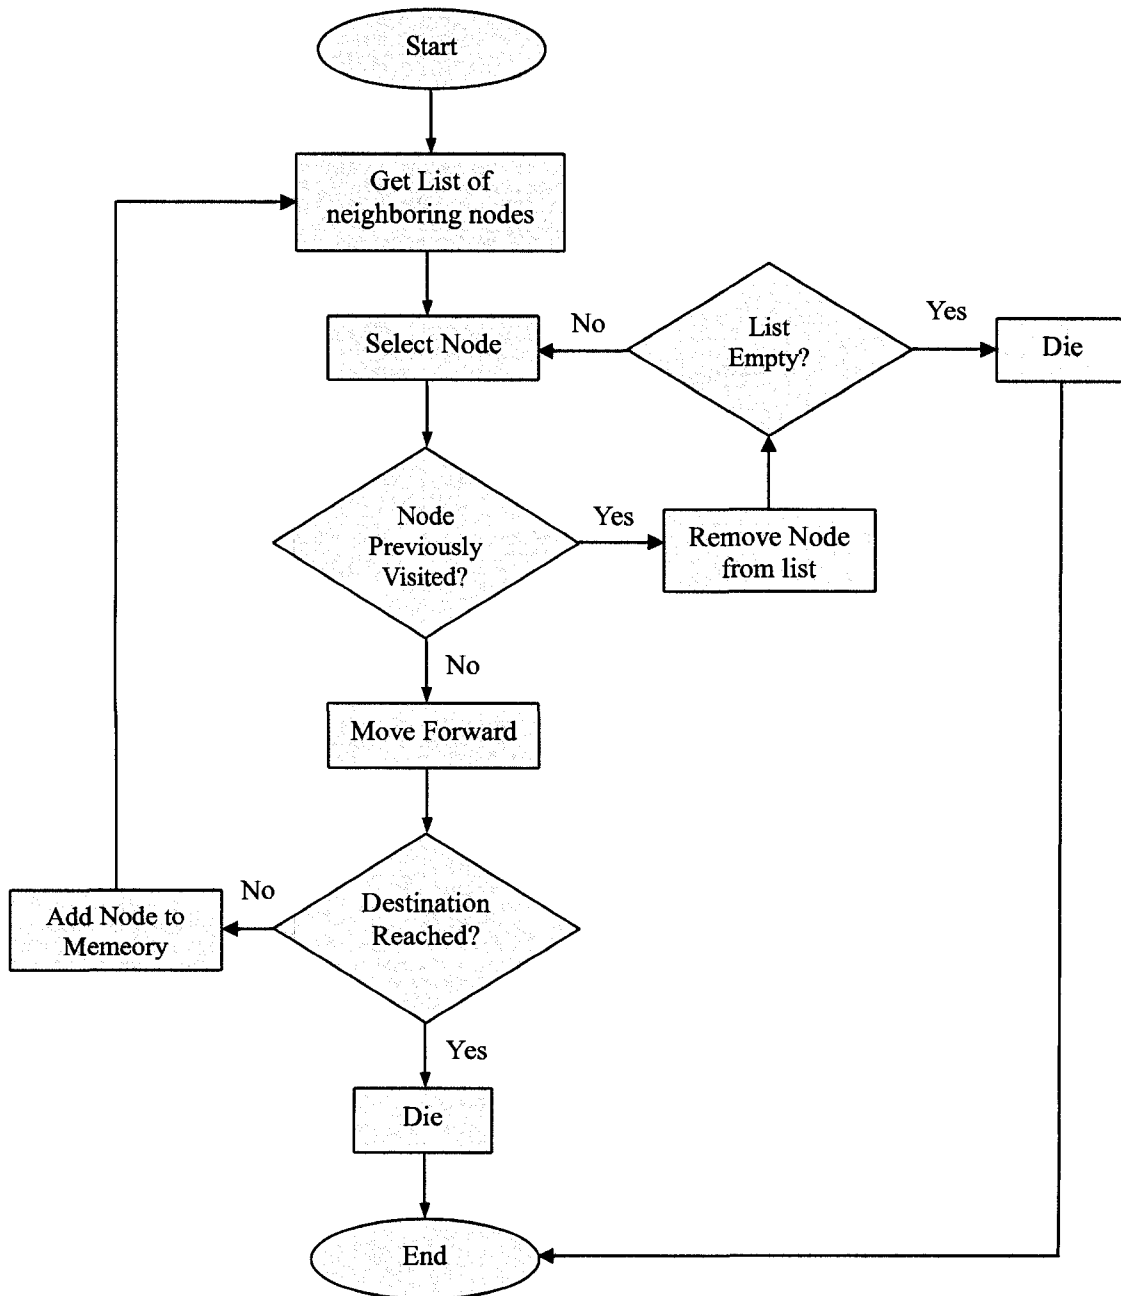 Start
Get List of
neighboring nodes
Select Node
No
List
Empty?
Yes
Die
Node
Previously
Visited?
Yes
Remove Node
from list
No
Move Forward
Destination
Reached?
No
Add Node to
Memeory
Yes
Die
End